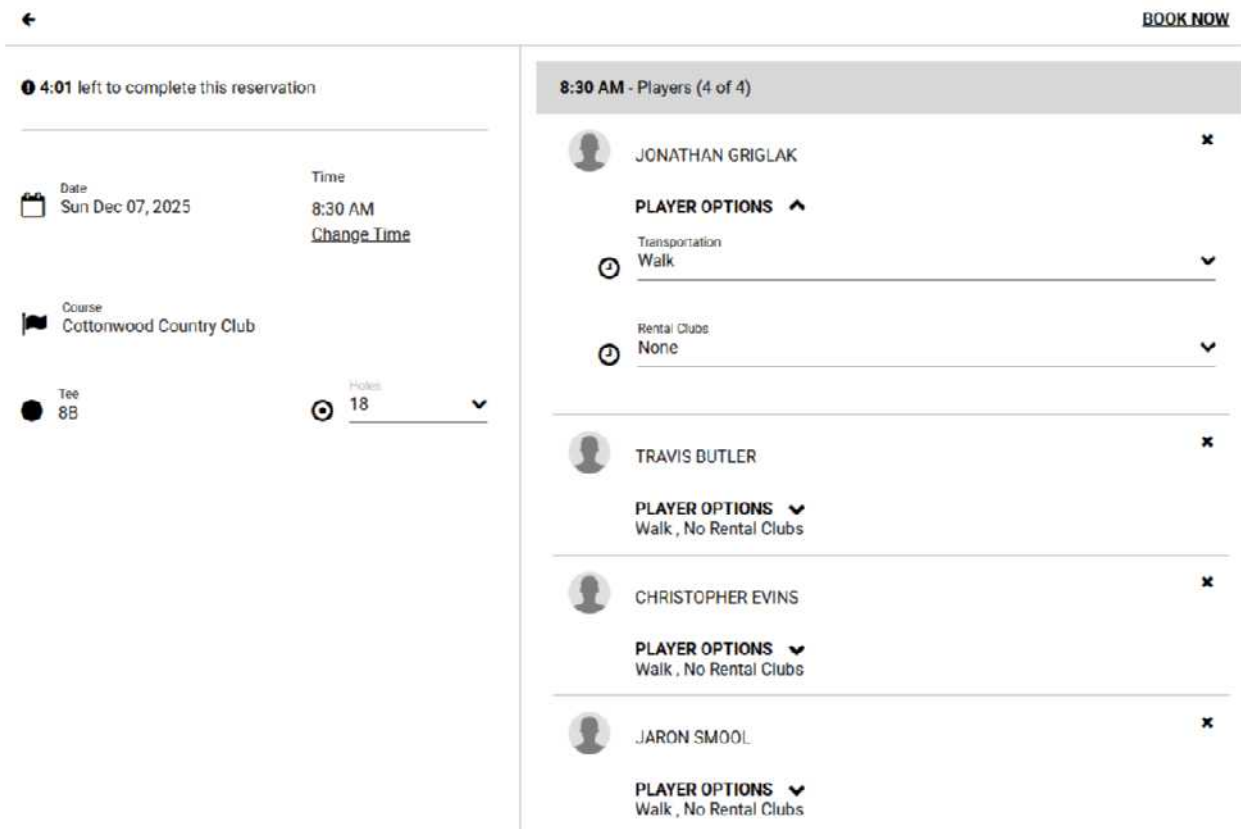 BOOK NOW
4:01 left to complete this reservation
Date
Sun Dec 07, 2025
Time
8:30 AM
Change Time
Course
Cottonwood Country Club
Tee
8B
Holes
18
8:30 AM - Players (4 of 4)
JONATHAN GRIGLAK
PLAYER OPTIONS
Transportation
Walk
Rental Clubs
None
TRAVIS BUTLER
PLAYER OPTIONS
Walk , No Rental Clubs
CHRISTOPHER EVINS
PLAYER OPTIONS
Walk , No Rental Clubs
JARON SMOOL
PLAYER OPTIONS
Walk , No Rental Clubs